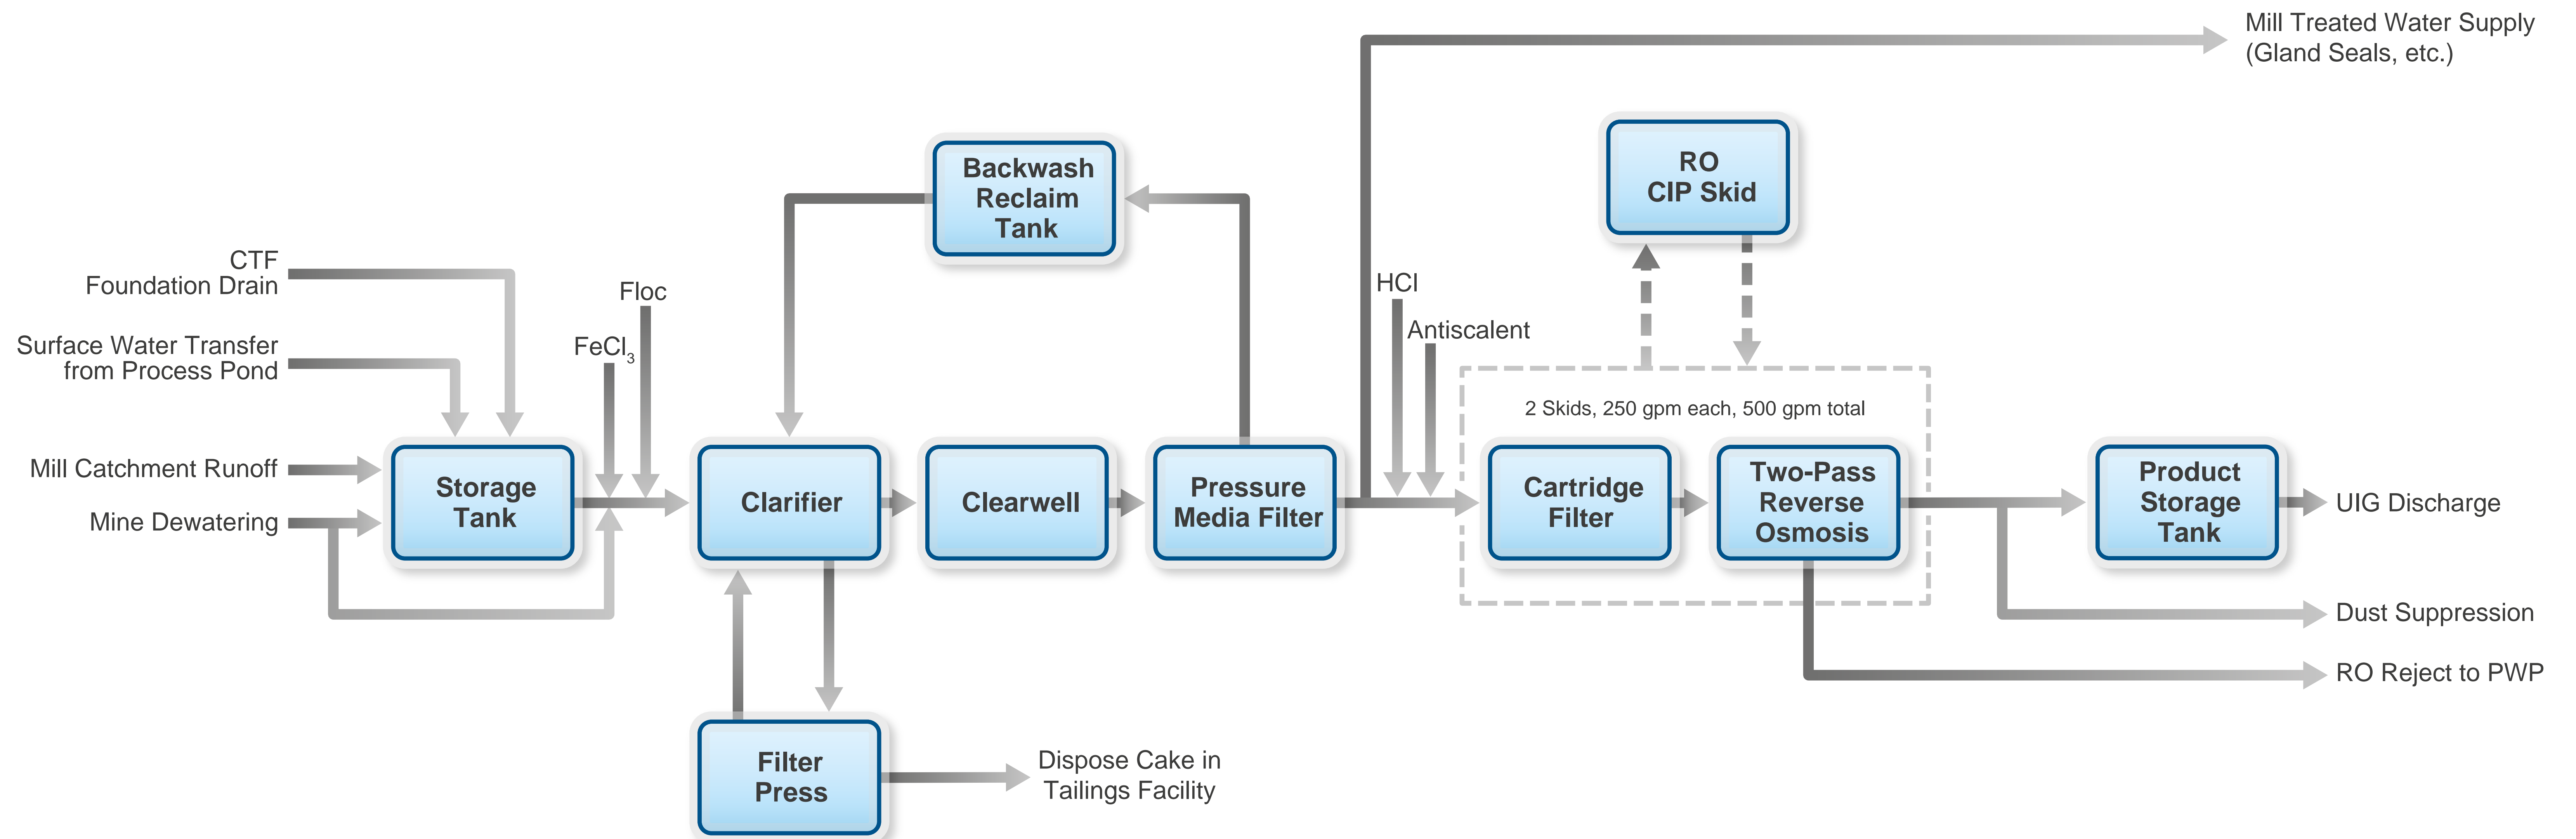 Mill Treated Water Supply
(Gland Seals, etc.)
Backwash
Reclaim
Tank
RO
CIP Skid
CTF
Foundation Drain
Floc
HCl
Surface Water Transfer
from Process Pond
FeCl₃
Antiscalent
2 Skids, 250 gpm each, 500 gpm total
Mill Catchment Runoff
Mine Dewatering
Storage
Tank
Clarifier
Clearwell
Pressure
Media Filter
Cartridge
Filter
Two-Pass
Reverse
Osmosis
Product
Storage
Tank
UIG Discharge
Dust Suppression
RO Reject to PWP
Filter
Press
Dispose Cake in
Tailings Facility